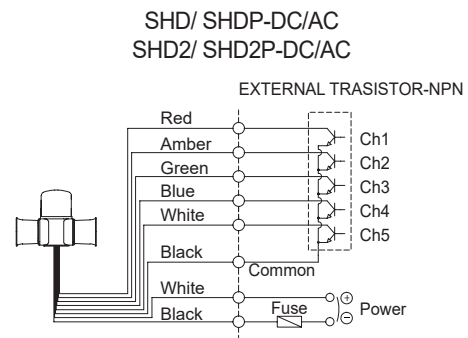 SHD/ SHDP-DC/AC
SHD2/ SHD2P-DC/AC
EXTERNAL TRASISTOR-NPN
Red
Ch1
Amber
Ch2
Green
Ch3
Blue
Ch4
White
Ch5
Black
Common
White
+
Fuse
Power
Black
−